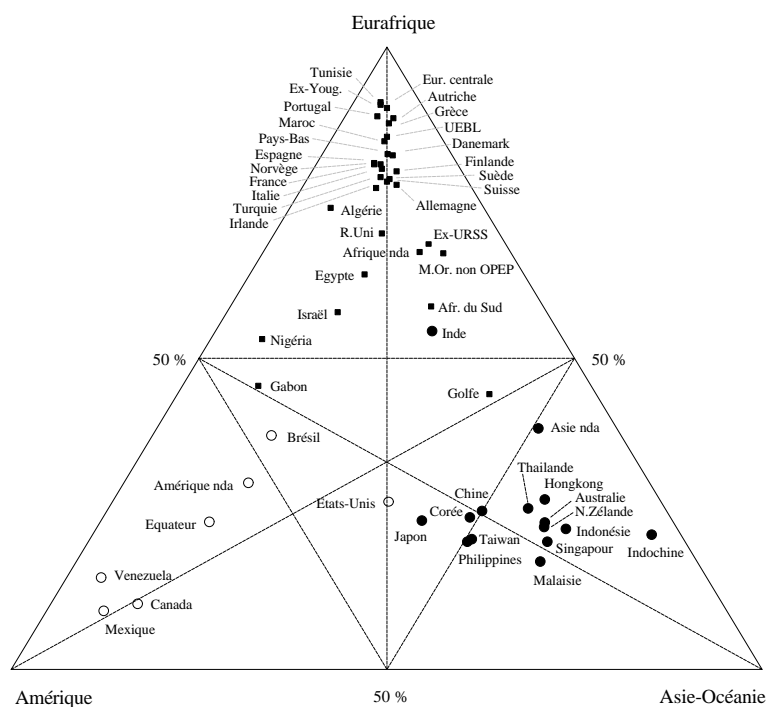 Eurafrique
Tunisie
Eur. centrale
Ex-Youg.
Autriche
Portugal
Grèce
Maroc
UEBL
Pays-Bas
Danemark
Espagne
Finlande
Norvège
Suède
France
Suisse
Italie
Turquie
Allemagne
Irlande
Algérie
R.Uni
Ex-URSS
Afrique nda
M.Or. non OPEP
Egypte
Israël
Afr. du Sud
Inde
Nigéria
50 %
50 %
Gabon
Golfe
Brésil
Asie nda
Thailande
Amérique nda
Hongkong
Chine
Australie
Etats-Unis
Corée
N.Zélande
Equateur
Japon
Taiwan
Indonésie
Singapour
Indochine
Philippines
Malaisie
Venezuela
Canada
Mexique
Amérique
50 %
Asie-Océanie